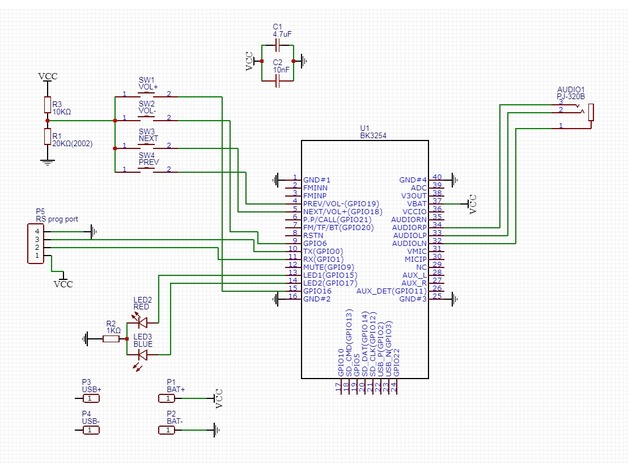 C1
4.7uF
VCC
C2
10nF
VCC
R3
10KΩ
R1
20KΩ(2002)
SW1
VOL+
1 2
SW2
VOL-
1 2
SW3
NEXT
1 2
SW4
PREV
1 2
AUDIO1
PJ-320B
3
2
1
U1
BK3254
1 GND#1
2 FMINN
3 FMINP
4 PREV/VOL-(GPIO19)
5 NEXT/VOL+(GPIO18)
6 P.P/CALL(GPIO21)
7 FM/TF/BT(GPIO20)
8 RSTN
9 GPIO6
10 TX(GPIO0)
11 RX(GPIO1)
12 MUTE(GPIO9)
13 LED1(GPIO15)
14 LED2(GPIO17)
15 GPIO16
16 GND#2
GND#4 40
ADC 39
V3OUT 38
VBAT 37
VCC
VCCIO 36
AUDIORN 35
AUDIORP 34
AUDIOLP 33
AUDIOLN 32
VMIC 31
MICIP 30
NC 29
AUX_L 28
AUX_R 27
AUX_DET(GPIO11) 26
GND#3 25
17 GPIO10
18 SD_CMD(GPIO13)
19 GPIO5
20 SD_DAT(GPIO14)
21 SD_CLK(GPIO12)
22 USB_P(GPIO2)
23 USB_N(GPIO3)
24 GPIO22
P5
RS prog port
4
3
2
1
VCC
LED2
RED
R2
1KΩ
LED3
BLUE
P3
USB+
1
P1
BAT+
1
VCC
P4
USB-
1
P2
BAT-
1